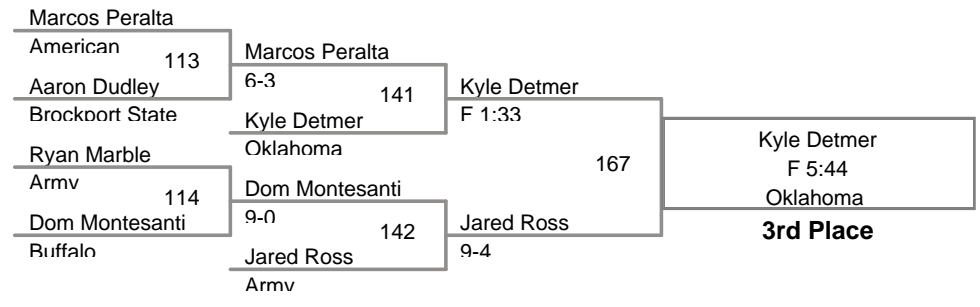 Marcos Peralta
American
113
Aaron Dudley
Brockport State
Ryan Marble
Army
114
Dom Montesanti
Buffalo
Marcos Peralta
6-3
141
Kyle Detmer
Oklahoma
Dom Montesanti
9-0
142
Jared Ross
Army
Kyle Detmer
F 1:33
167
Jared Ross
9-4
Kyle Detmer
F 5:44
Oklahoma
3rd Place